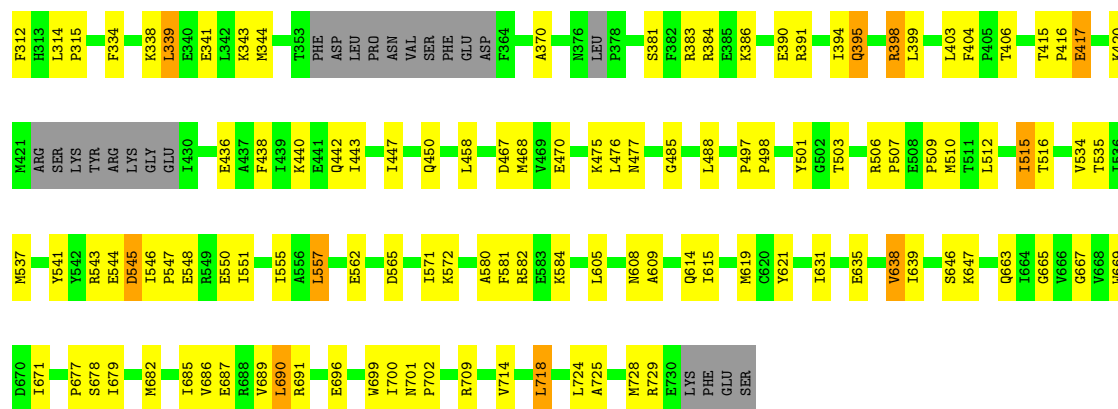 F312 H313 L314 P315 F334 K338 L339 E340 E341 L342 K343 M344 T353 PHE ASP LEU PRO ASN VAL SER PHE GLU ASP F364 A370 N376 LEU P378 S381 F382 R383 R384 E385 K386 E390 R391 I394 Q395 R398 L399 L403 F404 P405 T406 T415 P416 E417 K420
M421 ARG SER LYS TYR ARG LYS GLY GLU I430 E436 A437 F438 I439 K440 E441 Q442 I443 I447 Q450 L458 D467 M468 V469 E470 K475 L476 N477 G485 L488 P497 P498 Y501 G502 T503 R506 P507 E508 P509 M510 T511 L512 I515 T516 V534 T535 I536
M537 Y541 Y542 R543 E544 D545 I546 P547 E548 R549 E550 I551 I555 A556 L557 E562 D565 I571 K572 A580 F581 R582 E583 K584 L605 N608 A609 Q614 I615 M619 C620 Y621 I631 E635 V638 I639 S646 K647 Q663 I664 G665 V666 G667 V668 W669
D670 I671 P677 S678 I679 M682 I685 V686 E687 R688 V689 L690 R691 E696 W699 I700 N701 P702 R709 V714 L718 L724 A725 M728 R729 E730 LYS PHE GLU SER